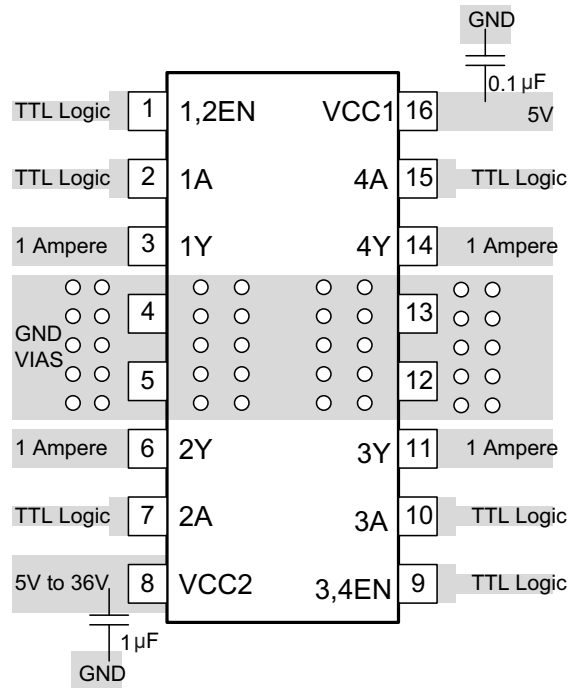 GND
0.1 μF
TTL Logic 1 1,2EN VCC1 16 5V
TTL Logic 2 1A 4A 15 TTL Logic
1 Ampere 3 1Y 4Y 14 1 Ampere
4 13
GND
VIAS
5 12
1 Ampere 6 2Y 3Y 11 1 Ampere
TTL Logic 7 2A 3A 10 TTL Logic
5V to 36V 8 VCC2 3,4EN 9 TTL Logic
1 μF
GND